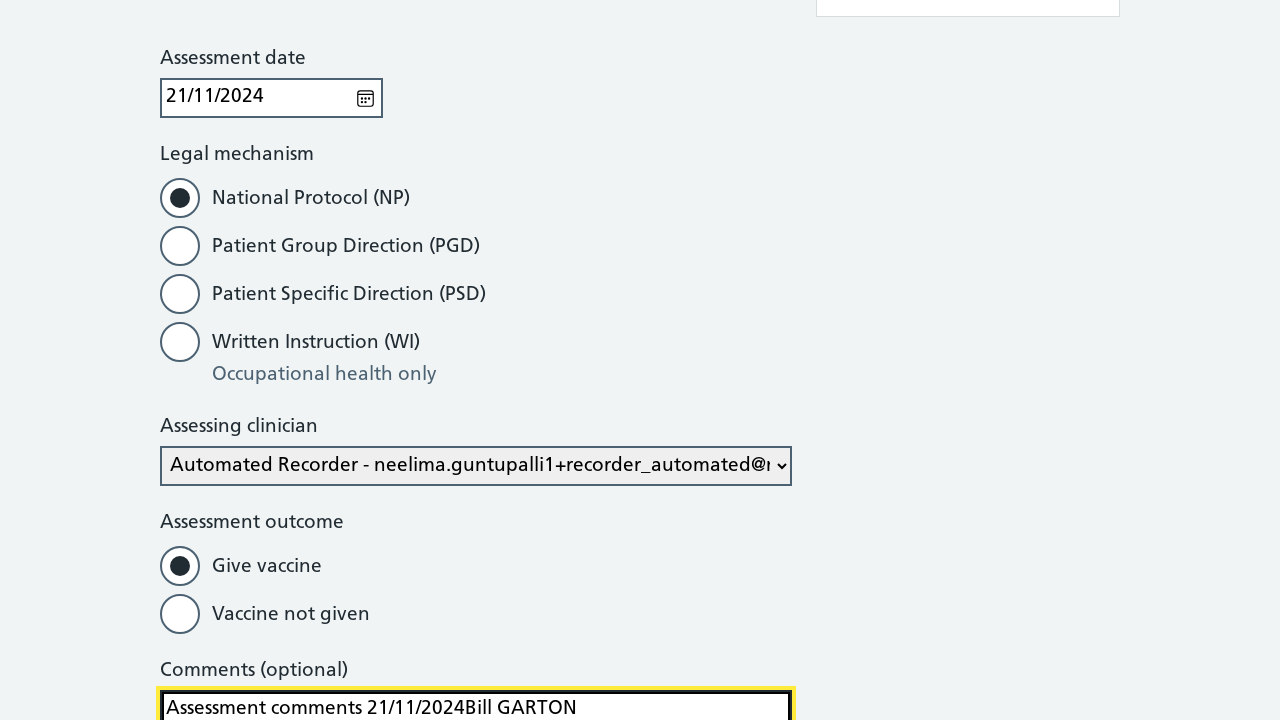 Assessment date
21/11/2024
Legal mechanism
National Protocol (NP)
Patient Group Direction (PGD)
Patient Specific Direction (PSD)
Written Instruction (WI)
Occupational health only
Assessing clinician
Automated Recorder - neelima.guntupalli1+recorder_automated@
Assessment outcome
Give vaccine
Vaccine not given
Comments (optional)
Assessment comments 21/11/2024Bill GARTON